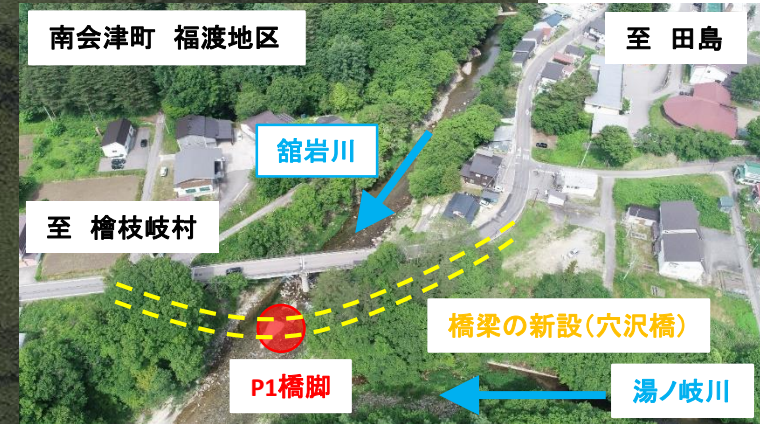 南会津町 福渡地区
至 田島
舘岩川
至 檜枝岐村
橋梁の新設(穴沢橋)
P1橋脚
湯ノ岐川